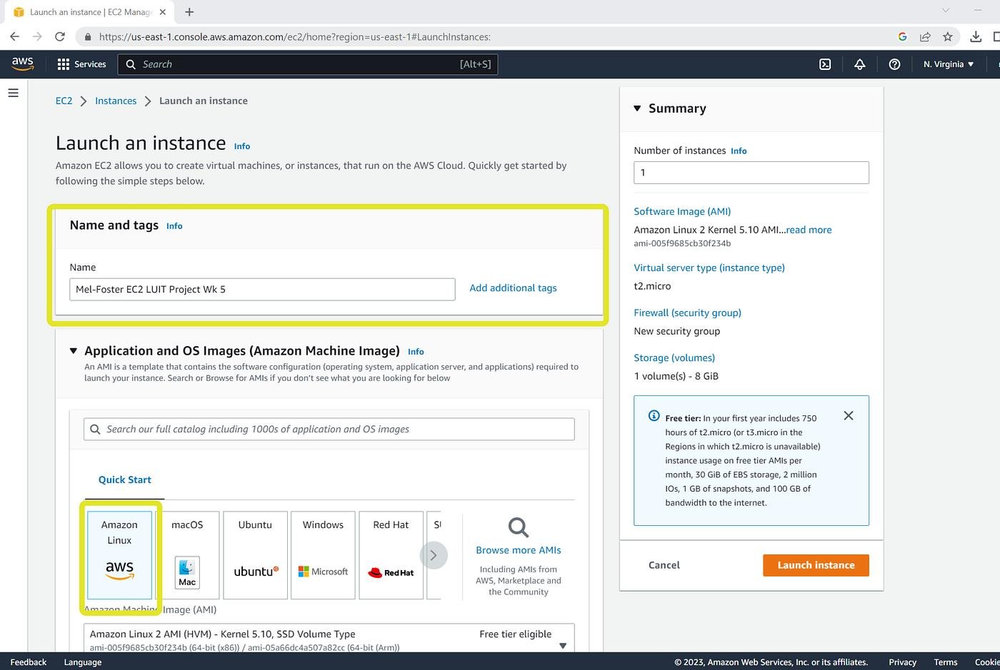 Launch an instance | EC2 Manag
https://us-east-1.console.aws.amazon.com/ec2/home?region=us-east-1#LaunchInstances:
aws
Services
Search
[Alt+S]
N. Virginia
EC2
Instances
Launch an instance
Launch an instance Info
Amazon EC2 allows you to create virtual machines, or instances, that run on the AWS Cloud. Quickly get started by
following the simple steps below.
Name and tags Info
Name
Mel-Foster EC2 LUIT Project Wk 5
Add additional tags
Application and OS Images (Amazon Machine Image) Info
An AMI is a template that contains the software configuration (operating system, application server, and applications) required to
launch your instance. Search or Browse for AMIs if you don't see what you are looking for below
Search our full catalog including 1000s of application and OS images
Quick Start
Amazon
Linux
aws
macOS
Mac
Ubuntu
ubuntu
Windows
Microsoft
Red Hat
RedHat
Browse more AMIs
Including AMIs from
AWS, Marketplace and
the Community
Amazon Machine Image (AMI)
Amazon Linux 2 AMI (HVM) - Kernel 5.10, SSD Volume Type
Free tier eligible
ami-005f9685cb30f234b (64-bit (x86)) / ami-05a66dc4a507a82cc (64-bit (Arm))
Summary
Number of instances Info
1
Software Image (AMI)
Amazon Linux 2 Kernel 5.10 AMI...read more
ami-005f9685cb30f234b
Virtual server type (instance type)
t2.micro
Firewall (security group)
New security group
Storage (volumes)
1 volume(s) - 8 GiB
Free tier: In your first year includes 750
hours of t2.micro (or t3.micro in the
Regions in which t2.micro is unavailable)
instance usage on free tier AMIs per
month, 30 GiB of EBS storage, 2 million
IOs, 1 GB of snapshots, and 100 GB of
bandwidth to the internet.
Cancel
Launch instance
Feedback
Language
© 2023, Amazon Web Services, Inc. or its affiliates.
Privacy
Terms
Cookie